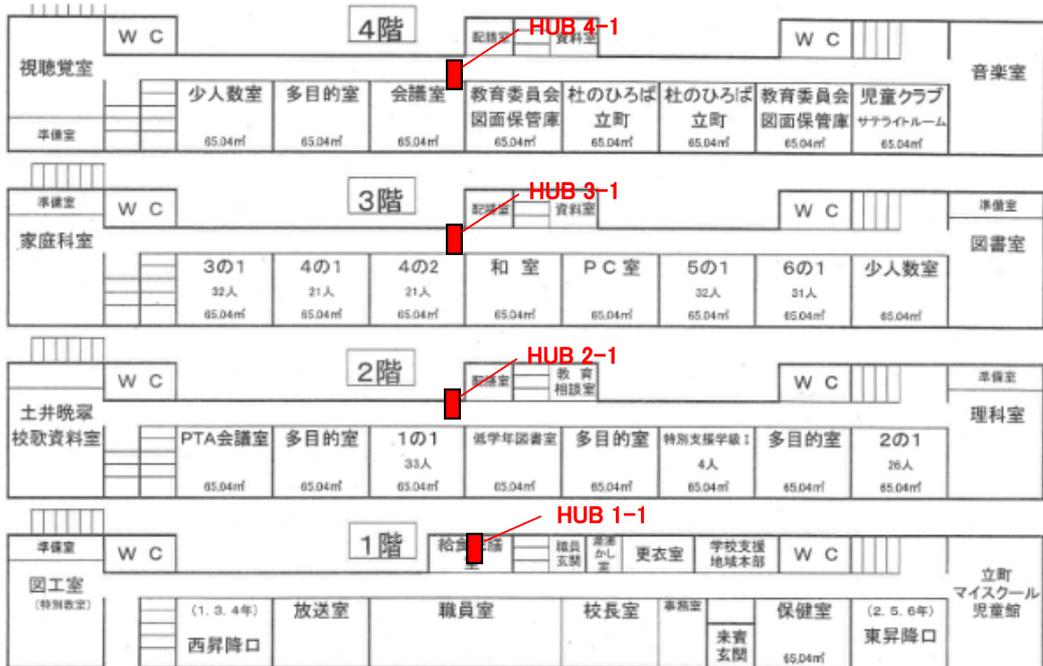 4階
HUB 4-1
WC
配膳室
資料室
WC
視聴覚室
準備室
音楽室
少人数室
65.04㎡
多目的室
65.04㎡
会議室
65.04㎡
教育委員会
図面保管庫
65.04㎡
杜のひろば
立町
65.04㎡
杜のひろば
立町
65.04㎡
教育委員会
図面保管庫
65.04㎡
児童クラブ
サテライトルーム
65.04㎡
3階
HUB 3-1
準備室
WC
配膳室
資料室
WC
準備室
家庭科室
図書室
3の1
32人
65.04㎡
4の1
21人
65.04㎡
4の2
21人
65.04㎡
和室
65.04㎡
PC室
65.04㎡
5の1
32人
65.04㎡
6の1
31人
65.04㎡
少人数室
65.04㎡
2階
HUB 2-1
WC
配膳室
教育
相談室
WC
準備室
土井晩翠
校歌資料室
理科室
PTA会議室
65.04㎡
多目的室
65.04㎡
1の1
33人
65.04㎡
低学年図書室
65.04㎡
多目的室
65.04㎡
特別支援学級Ⅰ
4人
65.04㎡
多目的室
65.04㎡
2の1
26人
65.04㎡
1階
HUB 1-1
準備室
WC
職員
玄関
更衣室
学校支援
地域本部
WC
図工室
(特別教室)
立町
マイスクール
児童館
(1.3.4年)
西昇降口
放送室
職員室
校長室
事務室
来賓
玄関
保健室
65.04㎡
(2.5.6年)
東昇降口